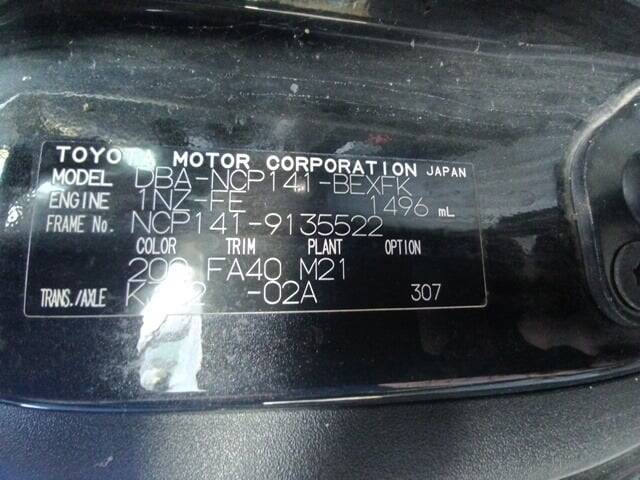 TOYOTA MOTOR CORPORATION JAPAN
MODEL DBA-NCP141-BEXFK
ENGINE 1NZ-FE 1496 mL
FRAME No. NCP141-9135522
COLOR TRIM PLANT OPTION
FA40 M21
TRANS./AXLE -02A 307